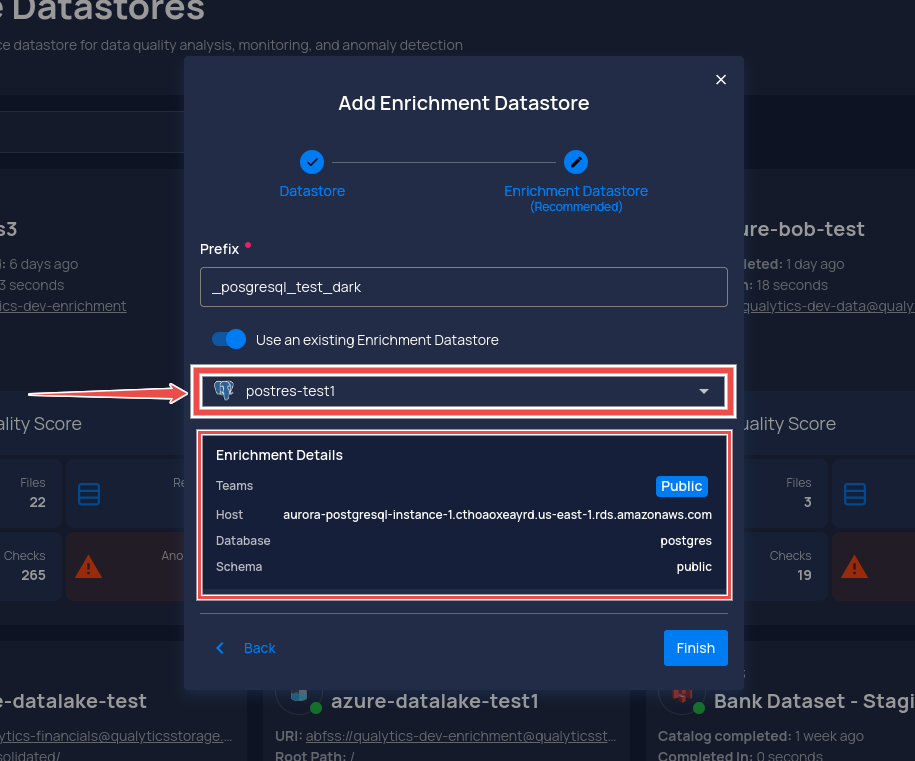 e Datastores
ce datastore for data quality analysis, monitoring, and anomaly detection
Add Enrichment Datastore
Datastore
Enrichment Datastore
(Recommended)
Prefix
_posgresql_test_dark
Use an existing Enrichment Datastore
postres-test1
Enrichment Details
Teams Public
Host aurora-postgresql-instance-1.cthoaoxeayrd.us-east-1.rds.amazonaws.com
Database postgres
Schema public
Back Finish
s3
: 6 days ago
3 seconds
ics-dev-enrichment
ality Score
Files
22
Re
Checks
265
Ano
ure-bob-test
leted: 1 day ago
n: 18 seconds
qualytics-dev-data@qualy
uality Score
Files
3
Checks
19
e-datalake-test
ytics-financials@qualyticsstorage....
solidated/
azure-datalake-test1
URI: abfss://qualytics-dev-enrichment@qualyticsst...
Root Path: /
Bank Dataset - Stagi
Catalog completed: 1 week ago
Completed In: 0 seconds